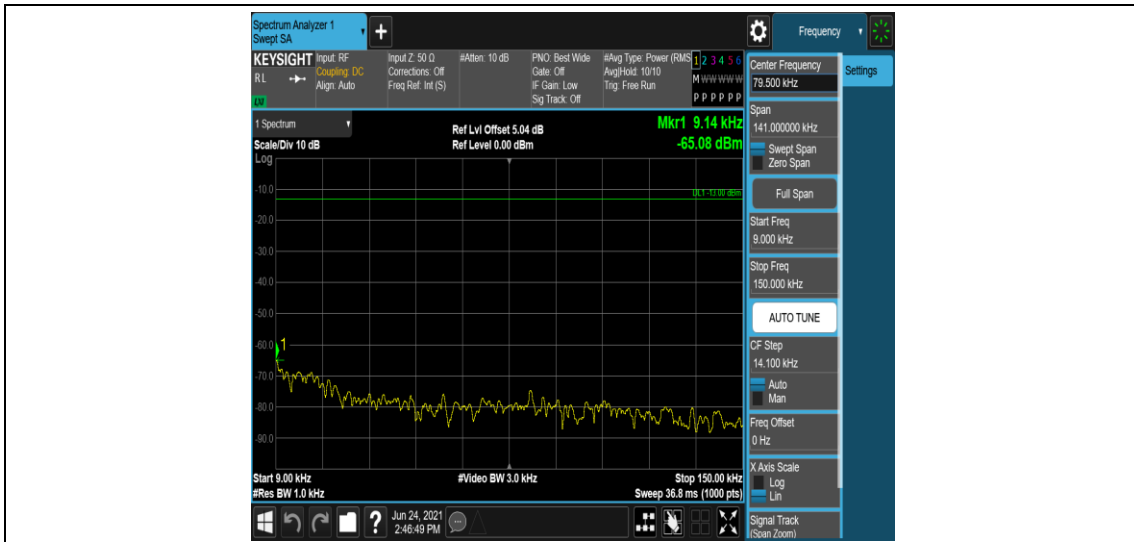 Spectrum Analyzer 1
Swept SA
Frequency
KEYSIGHT
RL
Input: RF
Coupling: DC
Align: Auto
Input Z: 50 Ω
Corrections: Off
Freq Ref: Int (S)
#Atten: 10 dB
PNO: Best Wide
Gate: Off
IF Gain: Low
Sig Track: Off
#Avg Type: Power (RMS
Avg|Hold: 10/10
Trig: Free Run
1 2 3 4 5 6
M W W W W W
P P P P P P
Center Frequency
79.500 kHz
Settings
Span
141.000000 kHz
Swept Span
Zero Span
Full Span
Start Freq
9.000 kHz
Stop Freq
150.000 kHz
AUTO TUNE
CF Step
14.100 kHz
Auto
Man
Freq Offset
0 Hz
X Axis Scale
Log
Lin
Signal Track
(Span Zoom)
1 Spectrum
Scale/Div 10 dB
Log
Ref Lvl Offset 5.04 dB
Ref Level 0.00 dBm
Mkr1 9.14 kHz
-65.08 dBm
DL1 -13.00 dBm
-10.0
-20.0
-30.0
-40.0
-50.0
-60.0
1
-70.0
-80.0
-90.0
Start 9.00 kHz
#Res BW 1.0 kHz
#Video BW 3.0 kHz
Stop 150.00 kHz
Sweep 36.8 ms (1000 pts)
Jun 24, 2021
2:46:49 PM